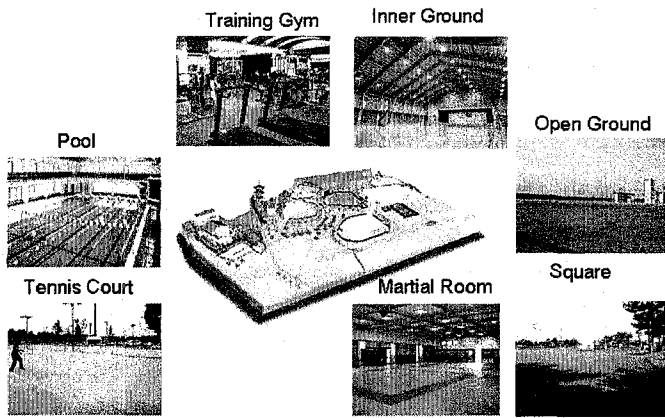 Training Gym
Inner Ground
Pool
Open Ground
Tennis Court
Martial Room
Square